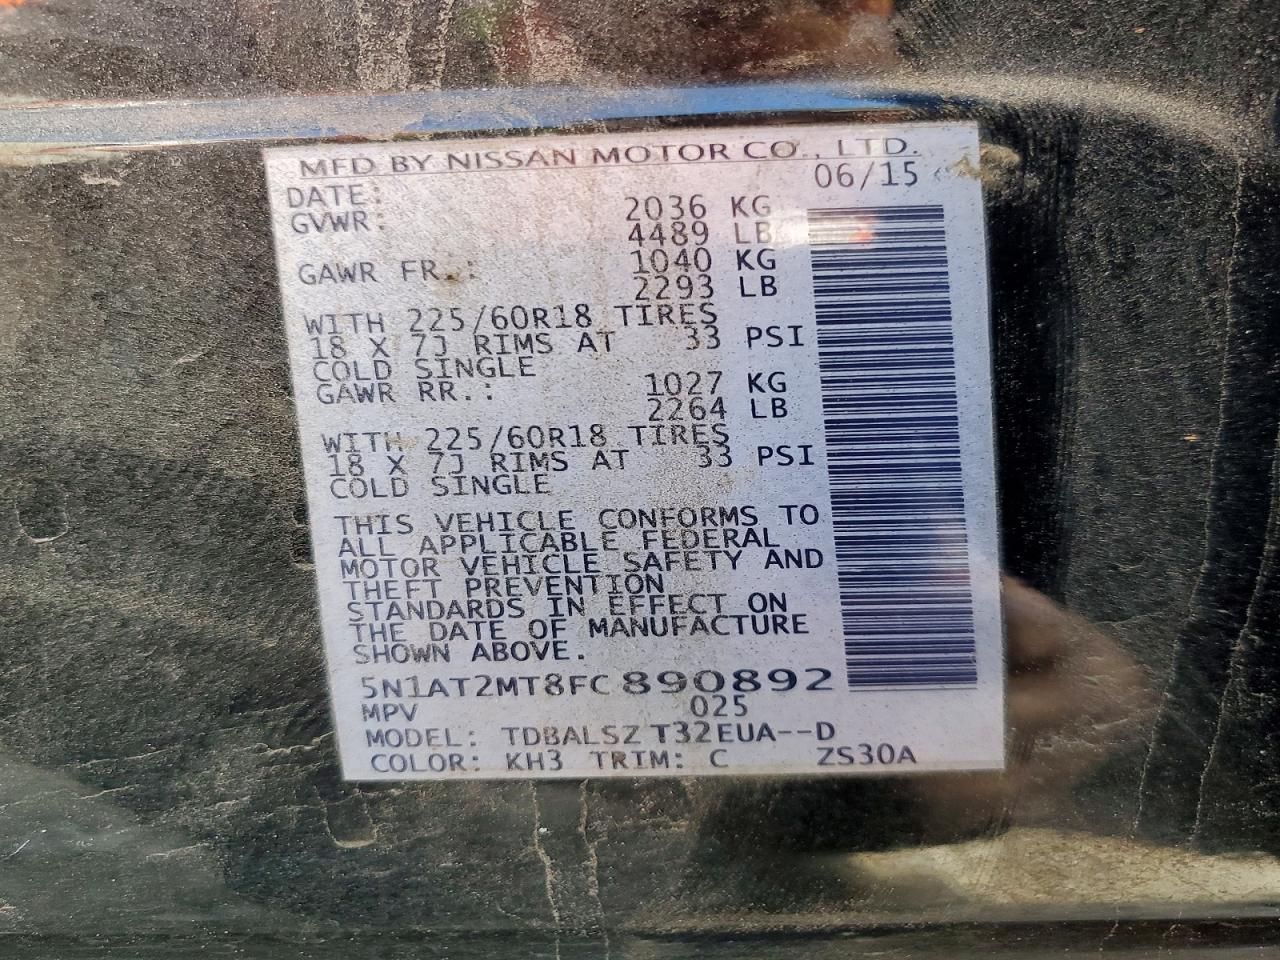 MFD BY NISSAN MOTOR CO., LTD.
DATE: 06/15
GVWR: 2036 KG
4489 LB
GAWR FR.: 1040 KG
2293 LB
WITH 225/60R18 TIRES
18 X 7J RIMS AT 33 PSI
COLD SINGLE
GAWR RR.: 1027 KG
2264 LB
WITH 225/60R18 TIRES
18 X 7J RIMS AT 33 PSI
COLD SINGLE
THIS VEHICLE CONFORMS TO
ALL APPLICABLE FEDERAL
MOTOR VEHICLE SAFETY AND
THEFT PREVENTION
STANDARDS IN EFFECT ON
THE DATE OF MANUFACTURE
SHOWN ABOVE.
5N1AT2MT8FC890892
MPV 025
MODEL: TDBALSZ T32EUA--D
COLOR: KH3 TRIM: C ZS30A